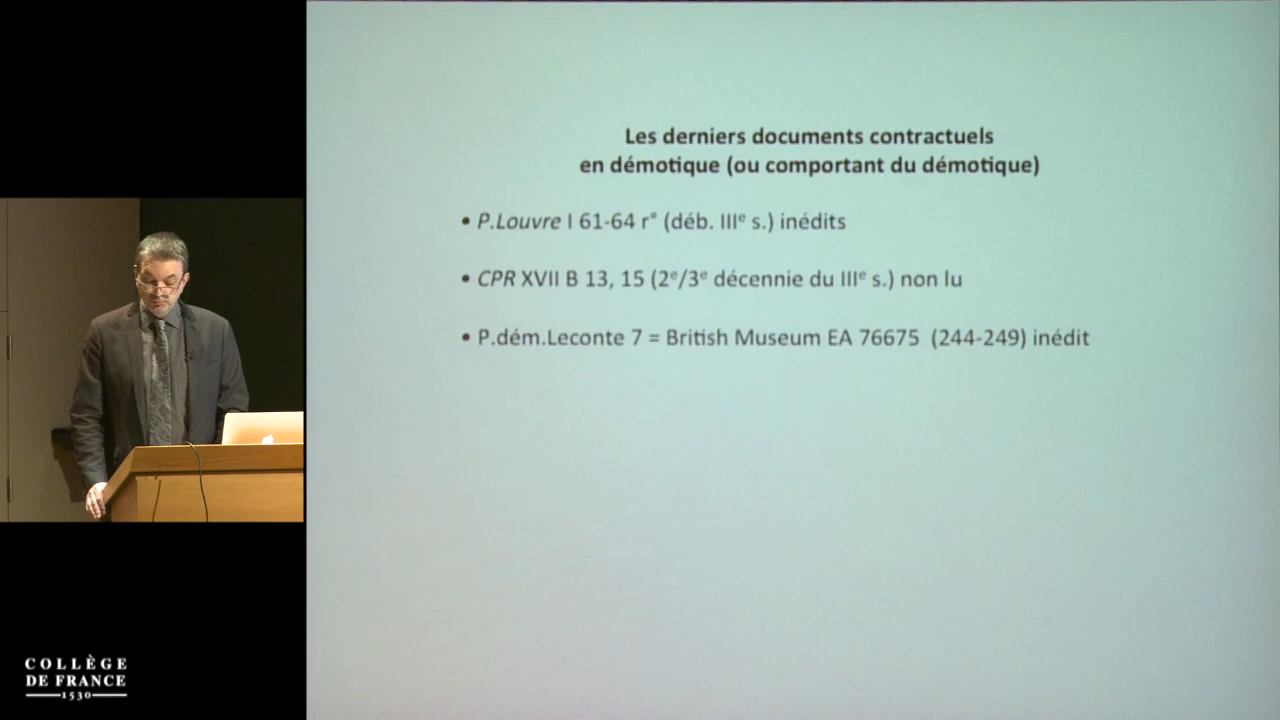 Les derniers documents contractuels
en démotique (ou comportant du démotique)
• P.Louvre I 61-64 r° (déb. IIIᵉ s.) inédits
• CPR XVII B 13, 15 (2ᵉ/3ᵉ décennie du IIIᵉ s.) non lu
• P.dém.Leconte 7 = British Museum EA 76675 (244-249) inédit
COLLÈGE
DE FRANCE
1530